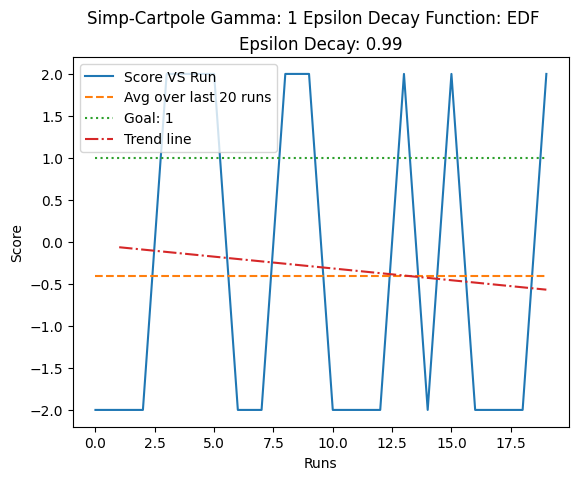 Simp-Cartpole Gamma: 1 Epsilon Decay Function: EDF
Epsilon Decay: 0.99
Score VS Run
Avg over last 20 runs
Goal: 1
Trend line
2.0
1.5
1.0
0.5
0.0
−0.5
−1.0
−1.5
−2.0
Score
0.0 2.5 5.0 7.5 10.0 12.5 15.0 17.5
Runs